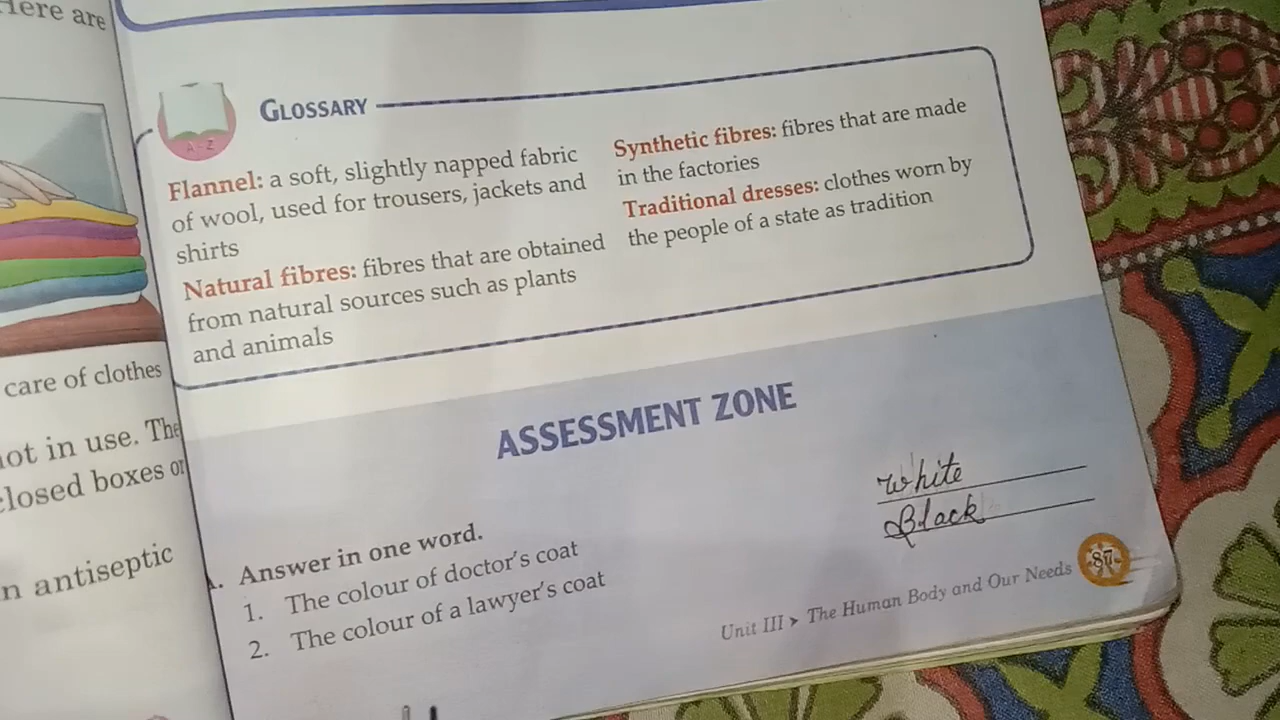 Here are
care of clothes
not in use. The
closed boxes or
n antiseptic
A-Z
GLOSSARY
Flannel: a soft, slightly napped fabric
of wool, used for trousers, jackets and
shirts
Natural fibres: fibres that are obtained
from natural sources such as plants
and animals
Synthetic fibres: fibres that are made
in the factories
Traditional dresses: clothes worn by
the people of a state as tradition
ASSESSMENT ZONE
. Answer in one word.
1. The colour of doctor's coat White
2. The colour of a lawyer's coat Black
Unit III > The Human Body and Our Needs 87